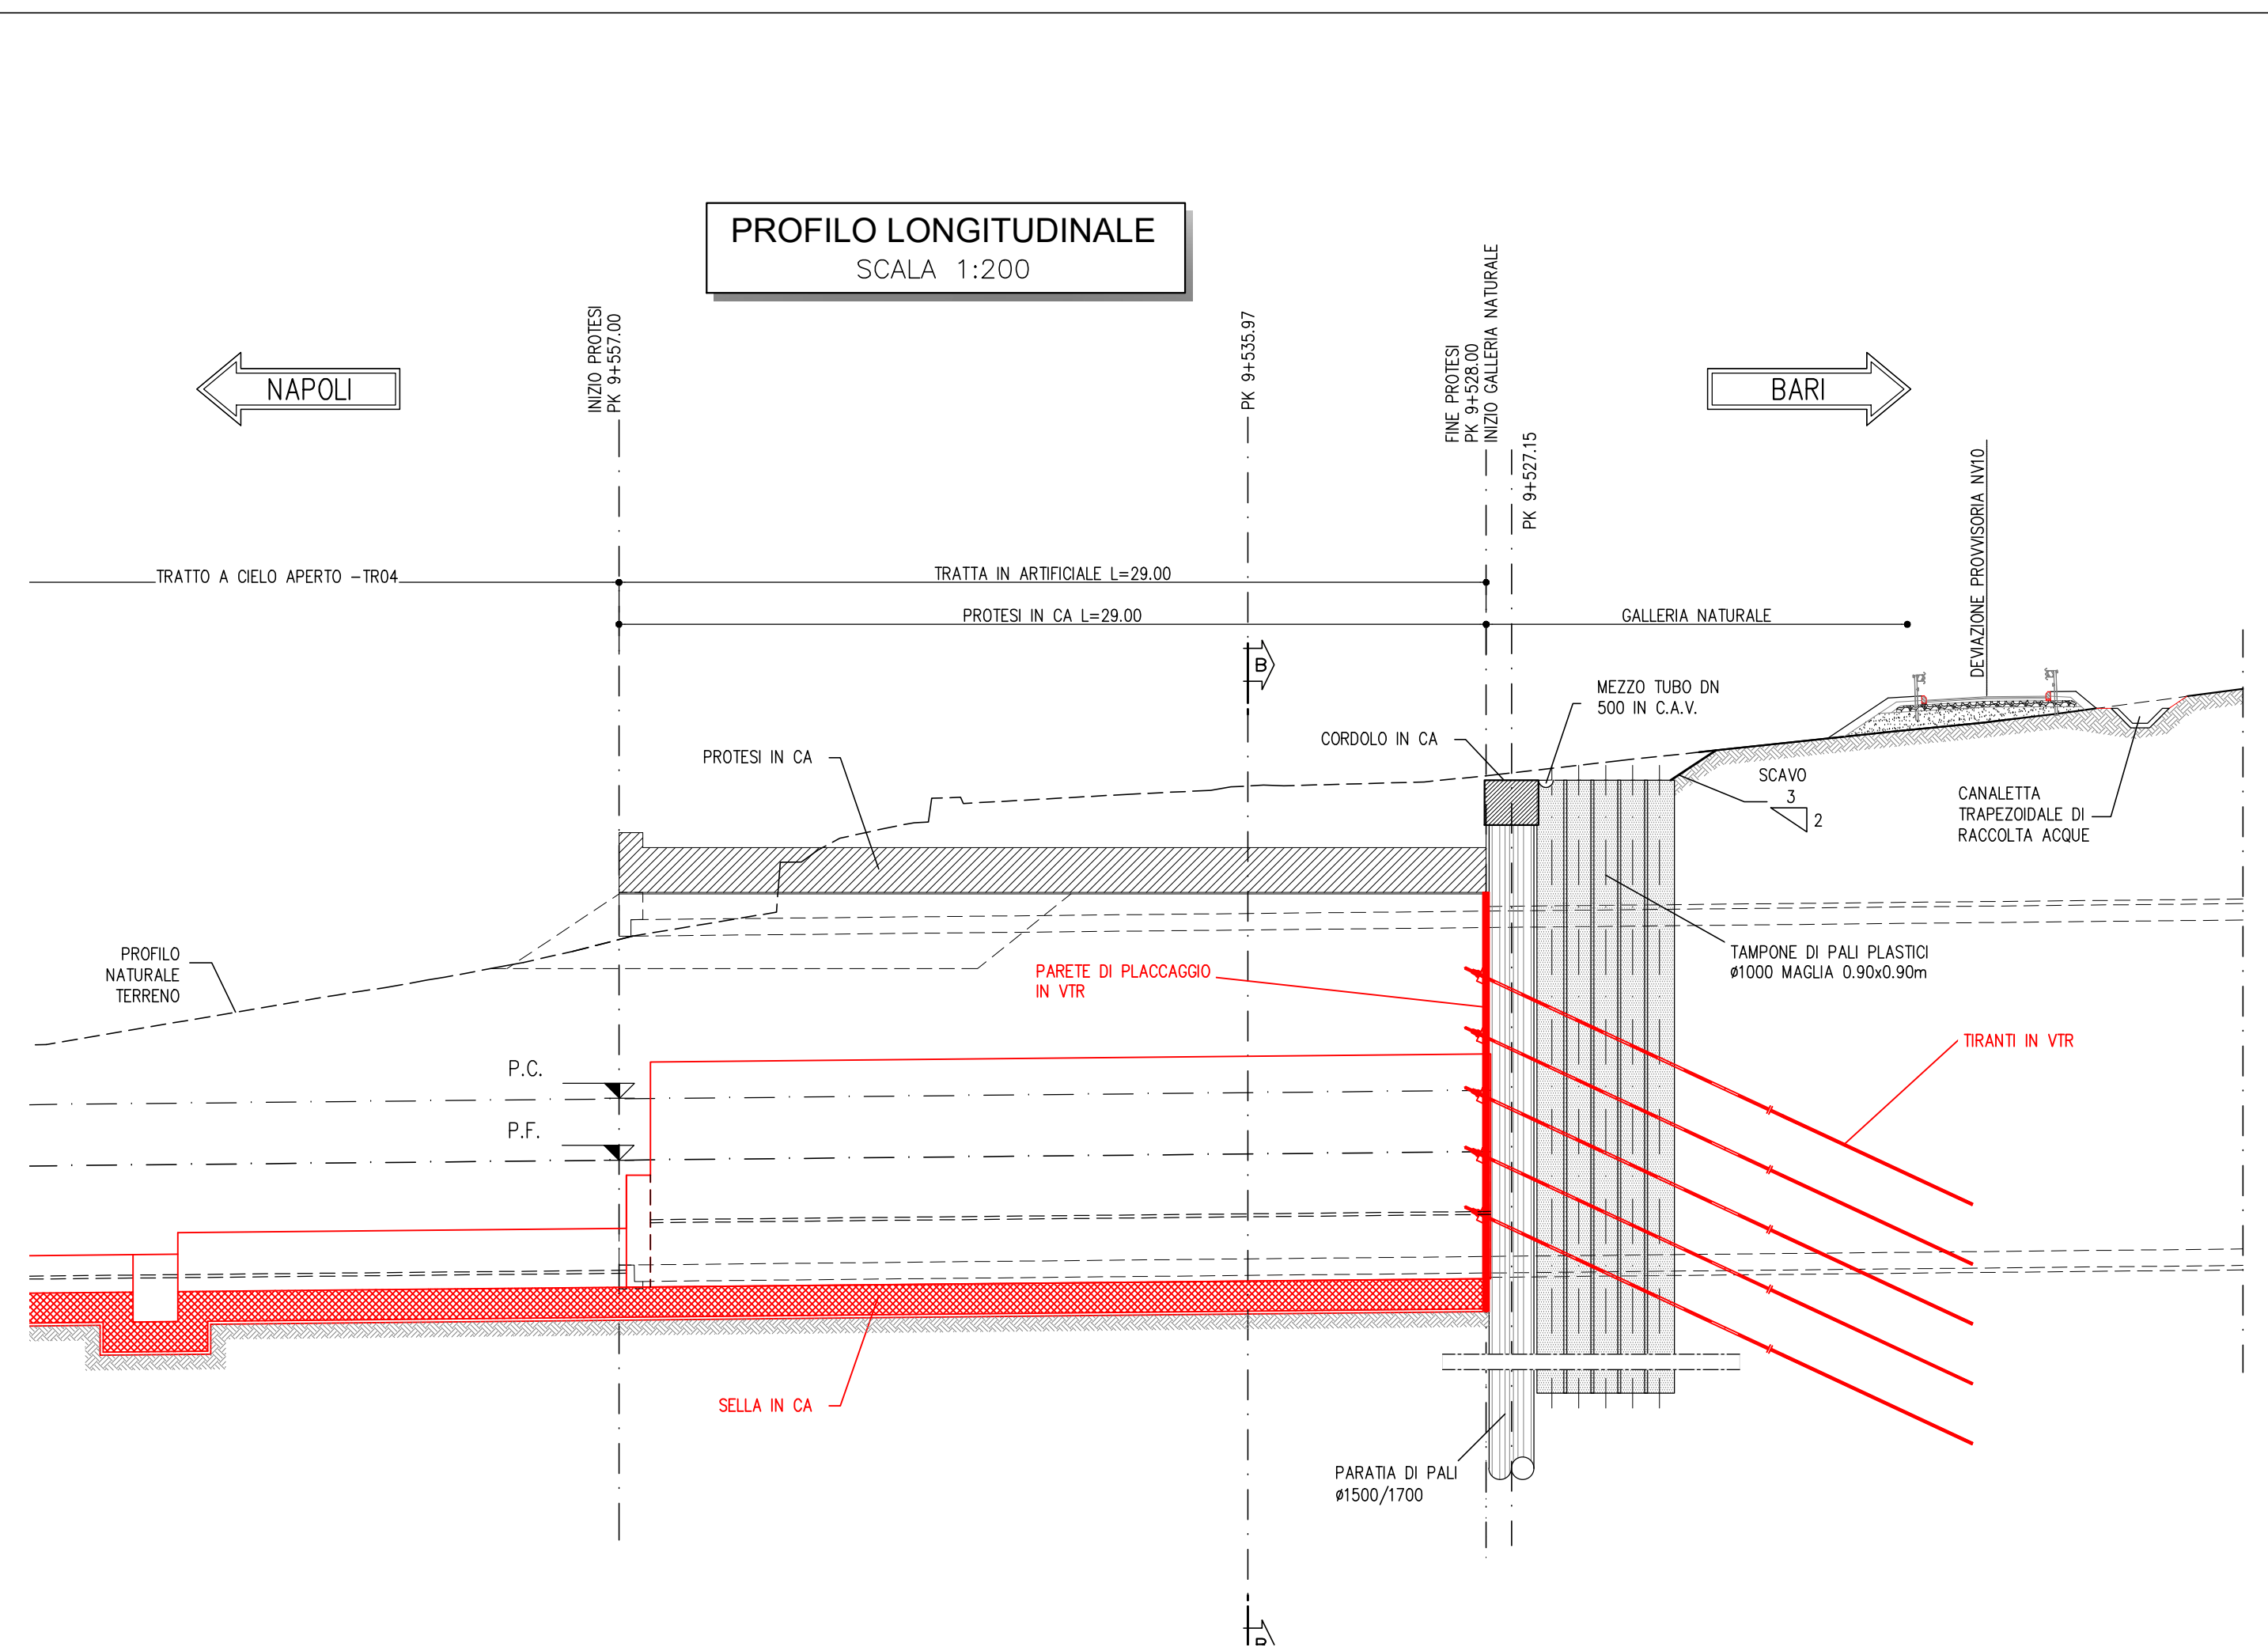 PROFILO LONGITUDINALE
SCALA 1:200
NAPOLI
BARI
INIZIO PROTESI
PK 9+557.00
PK 9+535.97
FINE PROTESI
PK 9+528.00
INIZIO GALLERIA NATURALE
PK 9+527.15
DEVIAZIONE PROVVISORIA NV10
TRATTO A CIELO APERTO -TR04
TRATTA IN ARTIFICIALE L=29.00
PROTESI IN CA L=29.00
GALLERIA NATURALE
B
MEZZO TUBO DN
500 IN C.A.V.
CORDOLO IN CA
PROTESI IN CA
SCAVO
3
2
CANALETTA
TRAPEZOIDALE DI
RACCOLTA ACQUE
PROFILO
NATURALE
TERRENO
PARETE DI PLACCAGGIO
IN VTR
TAMPONE DI PALI PLASTICI
ø1000 MAGLIA 0.90x0.90m
TIRANTI IN VTR
P.C.
P.F.
SELLA IN CA
PARATIA DI PALI
ø1500/1700
B